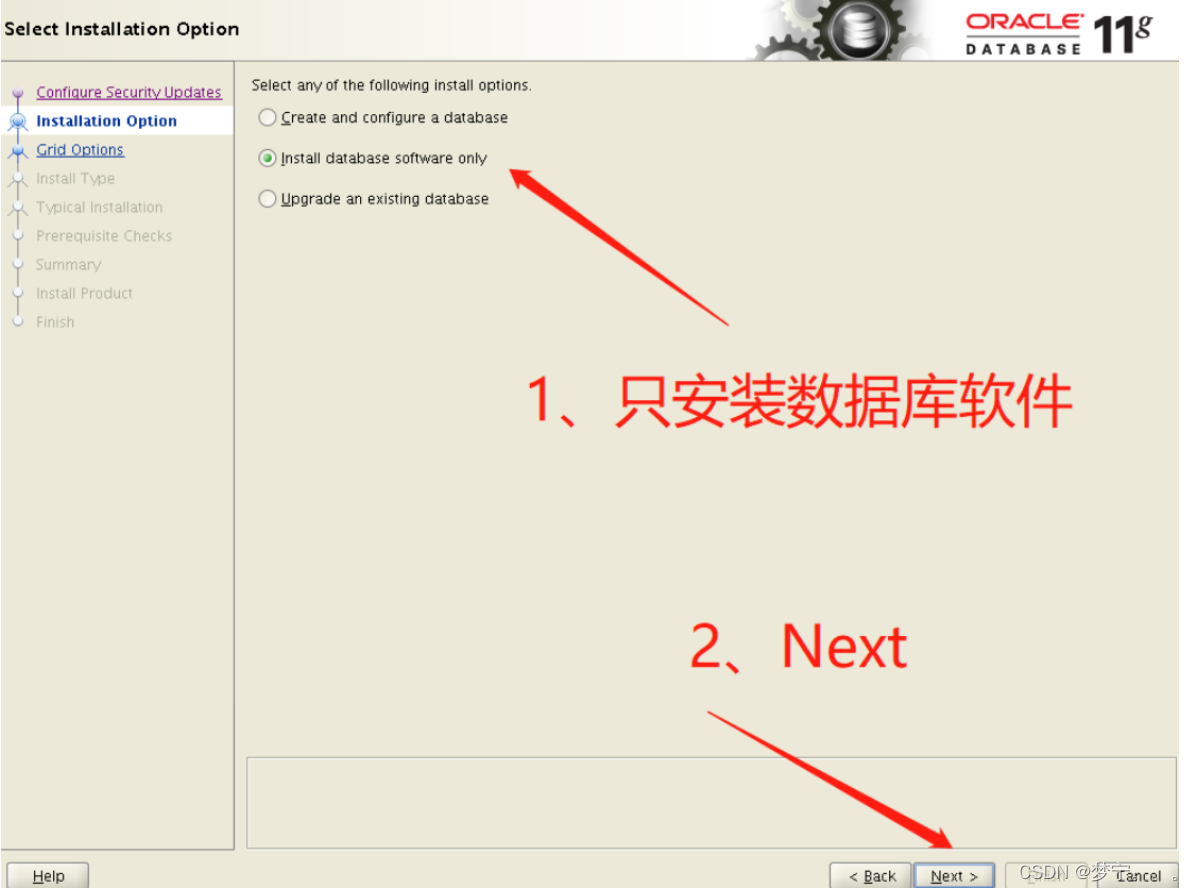 Select Installation Option
ORACLE DATABASE 11g
Configure Security Updates
Installation Option
Grid Options
Install Type
Typical Installation
Prerequisite Checks
Summary
Install Product
Finish
Select any of the following install options.
Create and configure a database
Install database software only
Upgrade an existing database
1、只安装数据库软件
2、Next
Help
< Back
Next >
Cancel
CSDN @梦宇